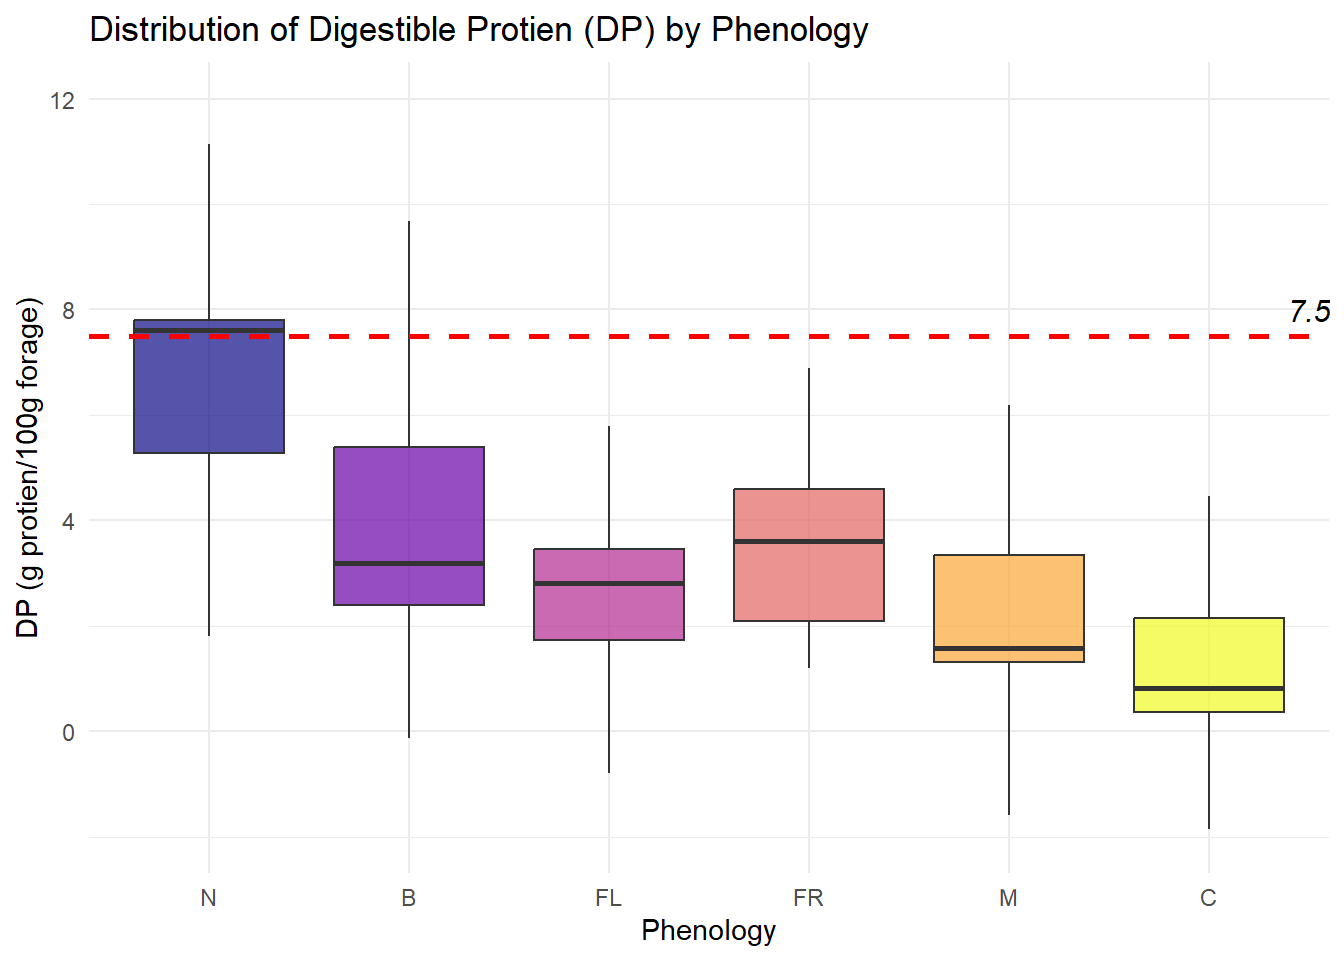 Distribution of Digestible Protien (DP) by Phenology
DP (g protien/100g forage)
12
8
4
0
7.5
N B FL FR M C
Phenology